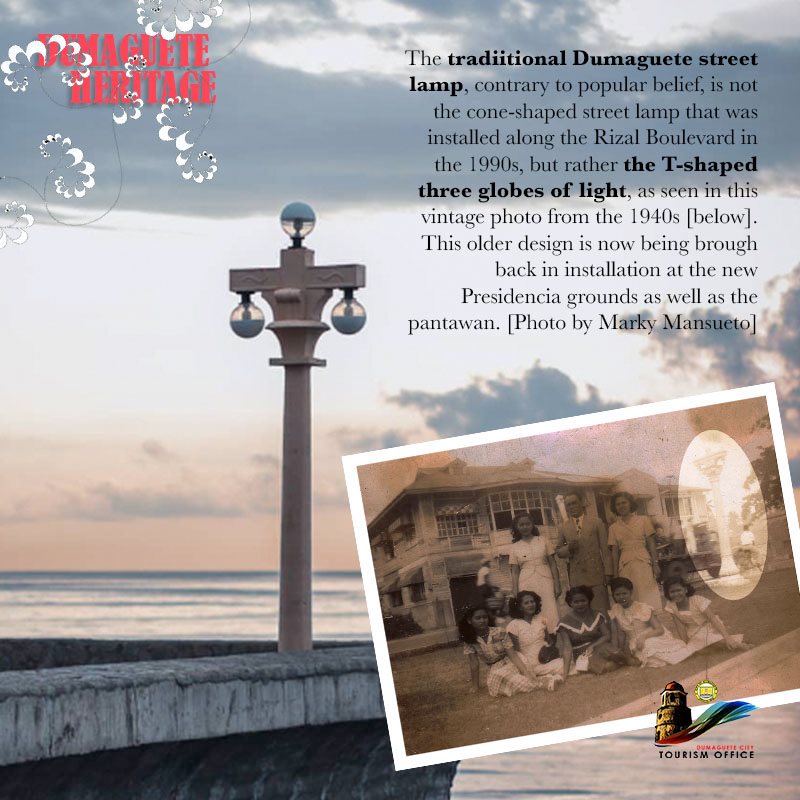 DUMAGUETE
HERITAGE
The tradiitional Dumaguete street
lamp, contrary to popular belief, is not
the cone-shaped street lamp that was
installed along the Rizal Boulevard in
the 1990s, but rather the T-shaped
three globes of light, as seen in this
vintage photo from the 1940s [below].
This older design is now being brough
back in installation at the new
Presidencia grounds as well as the
pantawan. [Photo by Marky Mansueto]
DUMAGUETE CITY
TOURISM OFFICE